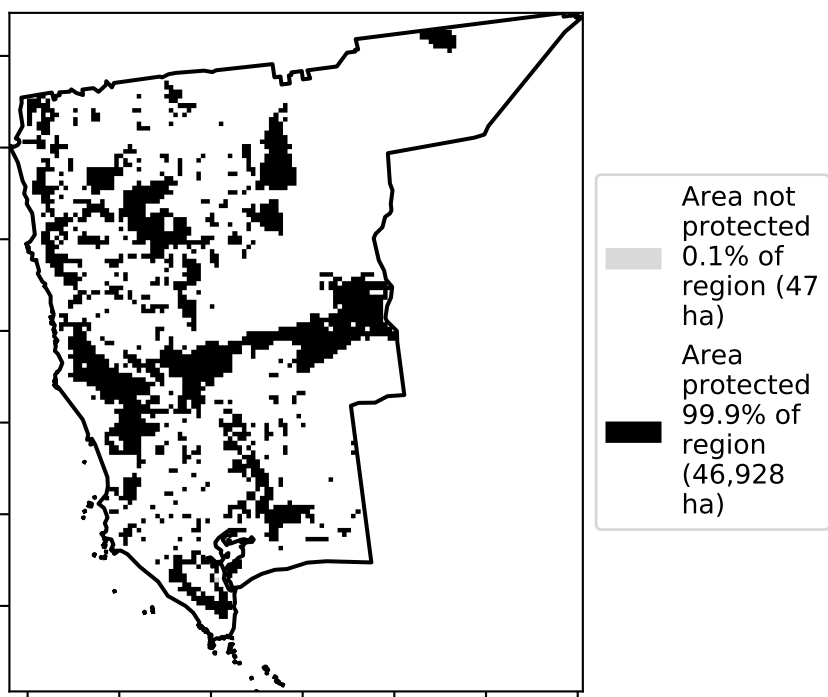 Area not
protected
0.1% of
region (47
ha)
Area
protected
99.9% of
region
(46,928
ha)